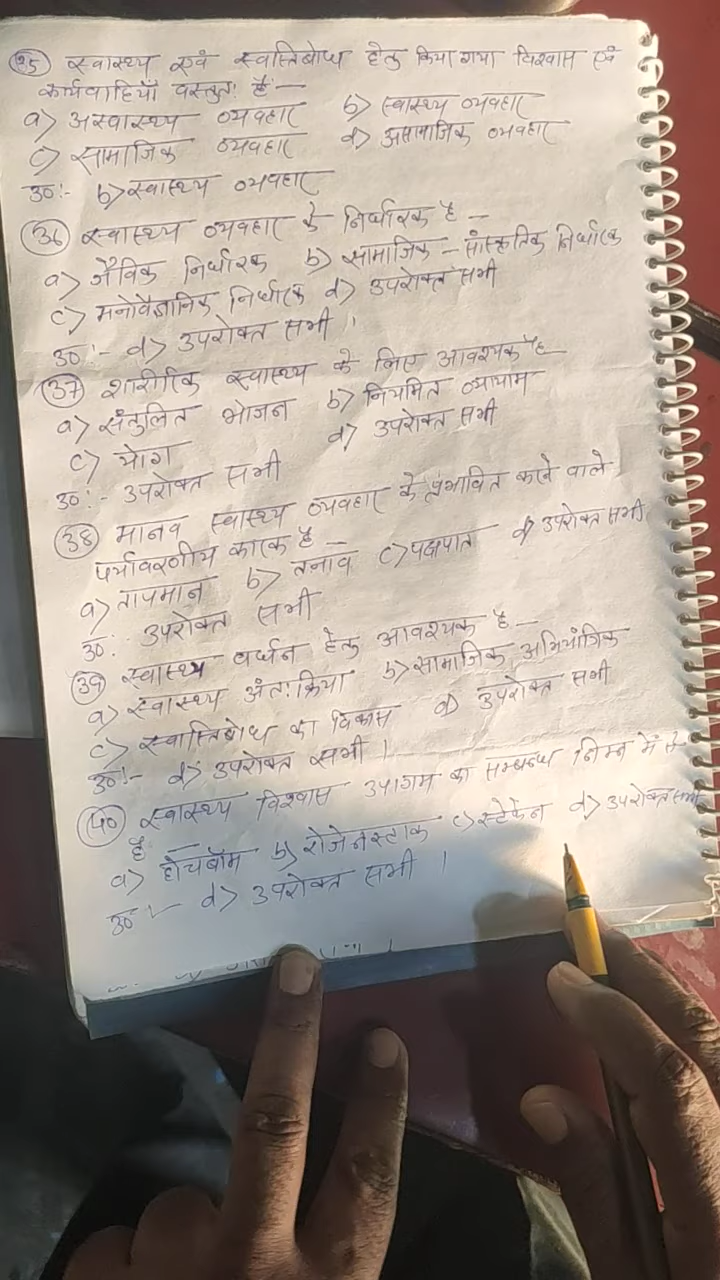 35 स्वास्थ्य एवं स्वस्तिबोध हेतु किया गया विश्वास एवं
कार्यवाहियाँ वस्तुतः हैं:—
a> अस्वास्थ्य व्यवहार b> स्वास्थ्य व्यवहार
c> सामाजिक व्यवहार d> असामाजिक व्यवहार
उ०:- b> स्वास्थ्य व्यवहार
36 स्वास्थ्य व्यवहार के निर्धारक है —
a> जैविक निर्धारक b> सामाजिक - सांस्कृतिक निर्धारक
c> मनोवैज्ञानिक निर्धारक d> उपरोक्त सभी
उ०:- d> उपरोक्त सभी ।
37 शारीरिक स्वास्थ्य के लिए आवश्यक है —
a> संतुलित भोजन b> नियमित व्यायाम
c> योग d> उपरोक्त सभी
उ०:- उपरोक्त सभी
38 मानव स्वास्थ्य व्यवहार के प्रभावित करने वाले
पर्यावरणीय कारक है —
a> तापमान b> तनाव c> पक्षपात d> उपरोक्त सभी
उ०: उपरोक्त सभी
39 स्वास्थ्य वर्धन हेतु आवश्यक है —
a> स्वास्थ्य अंतःक्रिया b> सामाजिक अभियांत्रिक
c> स्वास्तिबोध का विकास d> उपरोक्त सभी
उ०:- d> उपरोक्त सभी ।
40 स्वास्थ्य विश्वास उपागम का सम्बन्ध निम्न में से
है —
a> हॉचबॉम b> रोजेनस्टाक c> स्टेफेन d> उपरोक्त सभी
उ०:- d> उपरोक्त सभी ।